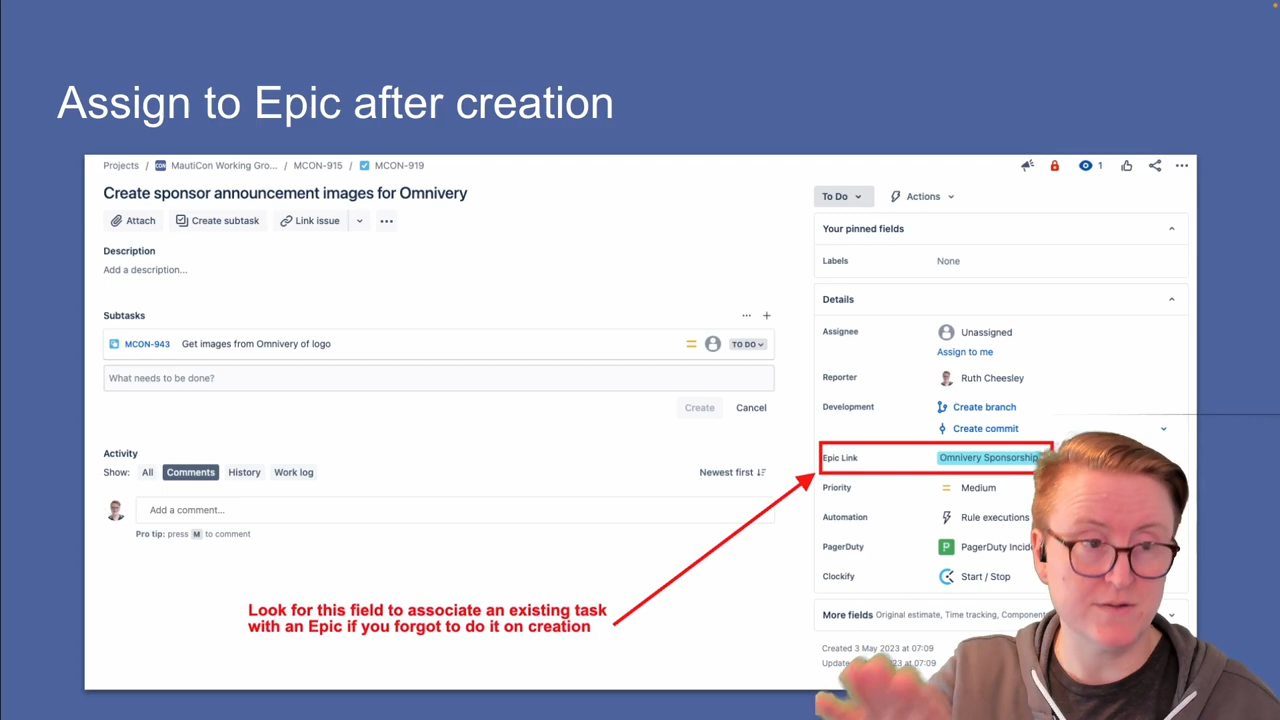 Assign to Epic after creation
Projects / MautiCon Working Gro... / MCON-915 / MCON-919
1
Create sponsor announcement images for Omnivery
Attach Create subtask Link issue
To Do Actions
Description
Add a description...
Your pinned fields
Labels None
Subtasks
MCON-943 Get images from Omnivery of logo TO DO
What needs to be done?
Create Cancel
Details
Assignee Unassigned
Assign to me
Reporter Ruth Cheesley
Development Create branch
Create commit
Activity
Show: All Comments History Work log Newest first
Add a comment...
Pro tip: press M to comment
Epic Link Omnivery Sponsorship
Priority Medium
Automation Rule executions
PagerDuty PagerDuty Incid
Clockify Start / Stop
More fields Original estimate, Time tracking, Component
Created 3 May 2023 at 07:09
Look for this field to associate an existing task
with an Epic if you forgot to do it on creation